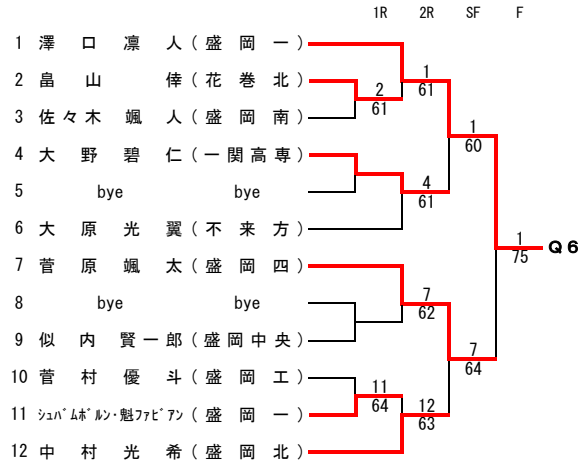 1R 2R SF F
1 澤口凛人(盛岡一)
2 畠山倖(花巻北)
3 佐々木颯人(盛岡南)
4 大野碧仁(一関高専)
5 bye bye
6 大原光翼(不来方)
7 菅原颯太(盛岡四)
8 bye bye
9 似内賢一郎(盛岡中央)
10 菅村優斗(盛岡工)
11 ｼｭﾊﾞﾑﾎﾞﾙﾝ・魁ﾌｧﾋﾞｱﾝ(盛岡一)
12 中村光希(盛岡北)
2
61
11
64
1
61
4
61
7
62
12
63
1
60
7
64
1
75
Q6